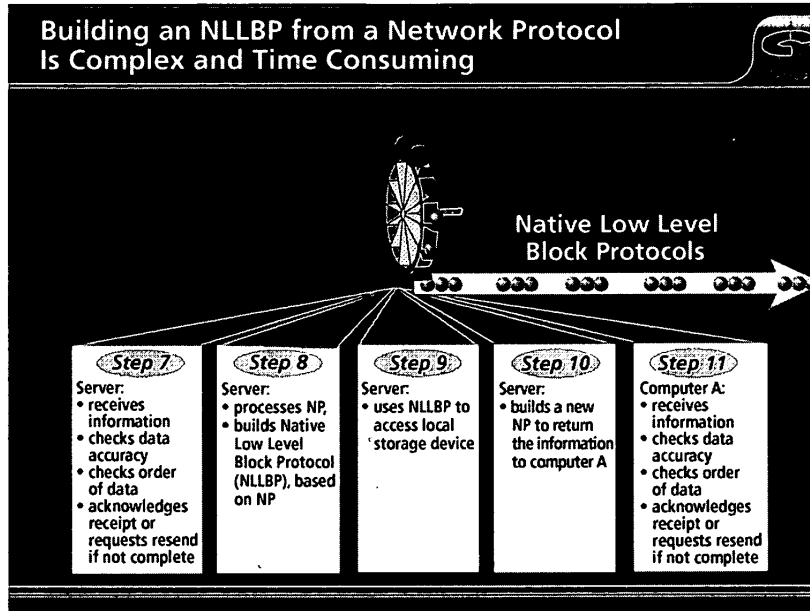 Building an NLLBP from a Network Protocol
Is Complex and Time Consuming
Native Low Level
Block Protocols
Step 7
Server:
• receives
information
• checks data
accuracy
• checks order
of data
• acknowledges
receipt or
requests resend
if not complete
Step 8
Server:
• processes NP,
• builds Native
Low Level
Block Protocol
(NLLBP), based
on NP
Step 9
Server:
• uses NLLBP to
access local
storage device
Step 10
Server:
• builds a new
NP to return
the information
to computer A
Step 11
Computer A:
• receives
information
• checks data
accuracy
• checks order
of data
• acknowledges
receipt or
requests resend
if not complete